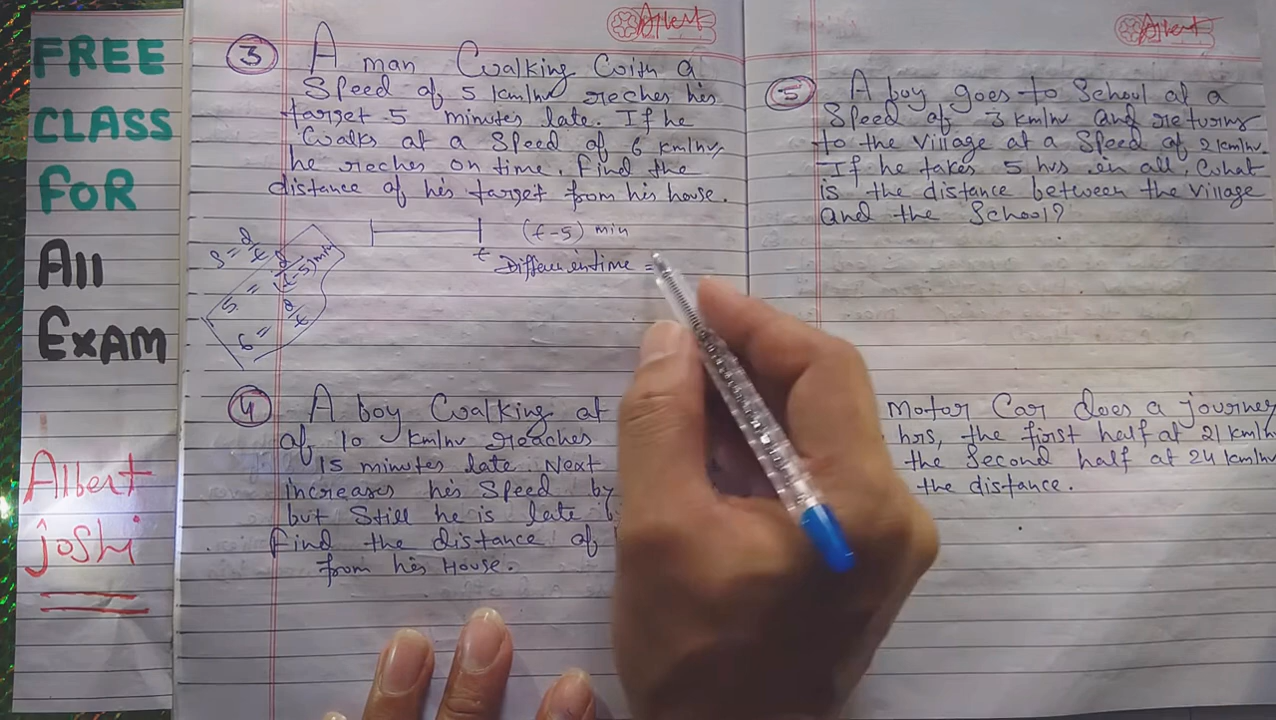 FREE
CLASS
FOR
All
ExAM
Albert
joshi
Albert
3 A man walking with a
Speed of 5 km/hr reches his
target 5 minutes late. If he
walks at a Speed of 6 km/hr,
he reches on time. Find the
distance of his target from his house.
(t-5) min
t
Different intime =
S = d/t
5 = d/(t-5) min
6 = d/t
4 A boy walking at
of 10 km/hr reaches
15 minutes late. Next
increases his speed by
but Still he is late
Find the distance of
from his House.
Albert
5 A boy goes to School at a
Speed of 3 km/hr and returns
to the village at a Speed of 2 km/hr.
If he takes 5 hrs in all, what
is the distance between the village
and the School?
Motor Car does a journey
hrs, the first half at 21 km/h
the Second half at 24 km/hr
the distance.